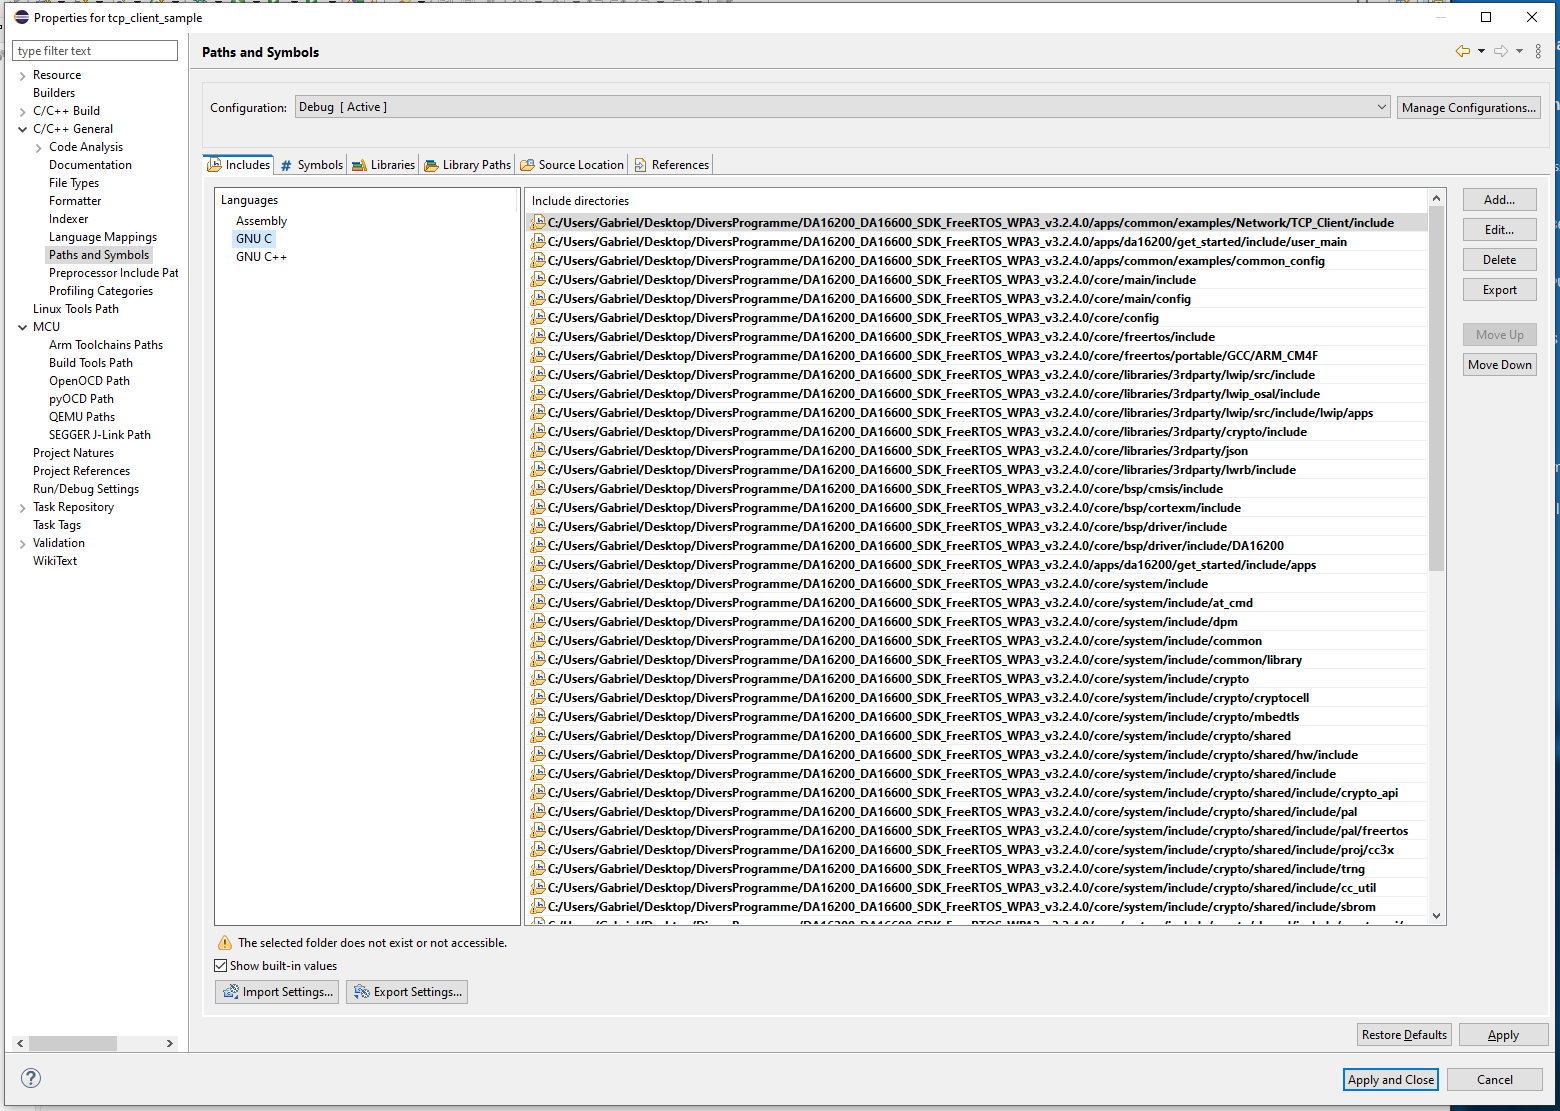 Properties for tcp_client_sample
type filter text
Resource
Builders
C/C++ Build
C/C++ General
Code Analysis
Documentation
File Types
Formatter
Indexer
Language Mappings
Paths and Symbols
Preprocessor Include Pat
Profiling Categories
Linux Tools Path
MCU
Arm Toolchains Paths
Build Tools Path
OpenOCD Path
pyOCD Path
QEMU Paths
SEGGER J-Link Path
Project Natures
Project References
Run/Debug Settings
Task Repository
Task Tags
Validation
WikiText
Paths and Symbols
Configuration:
Debug [ Active ]
Manage Configurations...
Includes
# Symbols
Libraries
Library Paths
Source Location
References
Languages
Assembly
GNU C
GNU C++
Include directories
C:/Users/Gabriel/Desktop/DiversProgramme/DA16200_DA16600_SDK_FreeRTOS_WPA3_v3.2.4.0/apps/common/examples/Network/TCP_Client/include
C:/Users/Gabriel/Desktop/DiversProgramme/DA16200_DA16600_SDK_FreeRTOS_WPA3_v3.2.4.0/apps/da16200/get_started/include/user_main
C:/Users/Gabriel/Desktop/DiversProgramme/DA16200_DA16600_SDK_FreeRTOS_WPA3_v3.2.4.0/apps/common/examples/common_config
C:/Users/Gabriel/Desktop/DiversProgramme/DA16200_DA16600_SDK_FreeRTOS_WPA3_v3.2.4.0/core/main/include
C:/Users/Gabriel/Desktop/DiversProgramme/DA16200_DA16600_SDK_FreeRTOS_WPA3_v3.2.4.0/core/main/config
C:/Users/Gabriel/Desktop/DiversProgramme/DA16200_DA16600_SDK_FreeRTOS_WPA3_v3.2.4.0/core/config
C:/Users/Gabriel/Desktop/DiversProgramme/DA16200_DA16600_SDK_FreeRTOS_WPA3_v3.2.4.0/core/freertos/include
C:/Users/Gabriel/Desktop/DiversProgramme/DA16200_DA16600_SDK_FreeRTOS_WPA3_v3.2.4.0/core/freertos/portable/GCC/ARM_CM4F
C:/Users/Gabriel/Desktop/DiversProgramme/DA16200_DA16600_SDK_FreeRTOS_WPA3_v3.2.4.0/core/libraries/3rdparty/lwip/src/include
C:/Users/Gabriel/Desktop/DiversProgramme/DA16200_DA16600_SDK_FreeRTOS_WPA3_v3.2.4.0/core/libraries/3rdparty/lwip_osal/include
C:/Users/Gabriel/Desktop/DiversProgramme/DA16200_DA16600_SDK_FreeRTOS_WPA3_v3.2.4.0/core/libraries/3rdparty/lwip/src/include/lwip/apps
C:/Users/Gabriel/Desktop/DiversProgramme/DA16200_DA16600_SDK_FreeRTOS_WPA3_v3.2.4.0/core/libraries/3rdparty/crypto/include
C:/Users/Gabriel/Desktop/DiversProgramme/DA16200_DA16600_SDK_FreeRTOS_WPA3_v3.2.4.0/core/libraries/3rdparty/json
C:/Users/Gabriel/Desktop/DiversProgramme/DA16200_DA16600_SDK_FreeRTOS_WPA3_v3.2.4.0/core/libraries/3rdparty/lwrb/include
C:/Users/Gabriel/Desktop/DiversProgramme/DA16200_DA16600_SDK_FreeRTOS_WPA3_v3.2.4.0/core/bsp/cmsis/include
C:/Users/Gabriel/Desktop/DiversProgramme/DA16200_DA16600_SDK_FreeRTOS_WPA3_v3.2.4.0/core/bsp/cortexm/include
C:/Users/Gabriel/Desktop/DiversProgramme/DA16200_DA16600_SDK_FreeRTOS_WPA3_v3.2.4.0/core/bsp/driver/include
C:/Users/Gabriel/Desktop/DiversProgramme/DA16200_DA16600_SDK_FreeRTOS_WPA3_v3.2.4.0/core/bsp/driver/include/DA16200
C:/Users/Gabriel/Desktop/DiversProgramme/DA16200_DA16600_SDK_FreeRTOS_WPA3_v3.2.4.0/apps/da16200/get_started/include/apps
C:/Users/Gabriel/Desktop/DiversProgramme/DA16200_DA16600_SDK_FreeRTOS_WPA3_v3.2.4.0/core/system/include
C:/Users/Gabriel/Desktop/DiversProgramme/DA16200_DA16600_SDK_FreeRTOS_WPA3_v3.2.4.0/core/system/include/at_cmd
C:/Users/Gabriel/Desktop/DiversProgramme/DA16200_DA16600_SDK_FreeRTOS_WPA3_v3.2.4.0/core/system/include/dpm
C:/Users/Gabriel/Desktop/DiversProgramme/DA16200_DA16600_SDK_FreeRTOS_WPA3_v3.2.4.0/core/system/include/common
C:/Users/Gabriel/Desktop/DiversProgramme/DA16200_DA16600_SDK_FreeRTOS_WPA3_v3.2.4.0/core/system/include/common/library
C:/Users/Gabriel/Desktop/DiversProgramme/DA16200_DA16600_SDK_FreeRTOS_WPA3_v3.2.4.0/core/system/include/crypto
C:/Users/Gabriel/Desktop/DiversProgramme/DA16200_DA16600_SDK_FreeRTOS_WPA3_v3.2.4.0/core/system/include/crypto/cryptocell
C:/Users/Gabriel/Desktop/DiversProgramme/DA16200_DA16600_SDK_FreeRTOS_WPA3_v3.2.4.0/core/system/include/crypto/mbedtls
C:/Users/Gabriel/Desktop/DiversProgramme/DA16200_DA16600_SDK_FreeRTOS_WPA3_v3.2.4.0/core/system/include/crypto/shared
C:/Users/Gabriel/Desktop/DiversProgramme/DA16200_DA16600_SDK_FreeRTOS_WPA3_v3.2.4.0/core/system/include/crypto/shared/hw/include
C:/Users/Gabriel/Desktop/DiversProgramme/DA16200_DA16600_SDK_FreeRTOS_WPA3_v3.2.4.0/core/system/include/crypto/shared/include
C:/Users/Gabriel/Desktop/DiversProgramme/DA16200_DA16600_SDK_FreeRTOS_WPA3_v3.2.4.0/core/system/include/crypto/shared/include/crypto_api
C:/Users/Gabriel/Desktop/DiversProgramme/DA16200_DA16600_SDK_FreeRTOS_WPA3_v3.2.4.0/core/system/include/crypto/shared/include/pal
C:/Users/Gabriel/Desktop/DiversProgramme/DA16200_DA16600_SDK_FreeRTOS_WPA3_v3.2.4.0/core/system/include/crypto/shared/include/pal/freertos
C:/Users/Gabriel/Desktop/DiversProgramme/DA16200_DA16600_SDK_FreeRTOS_WPA3_v3.2.4.0/core/system/include/crypto/shared/include/proj/cc3x
C:/Users/Gabriel/Desktop/DiversProgramme/DA16200_DA16600_SDK_FreeRTOS_WPA3_v3.2.4.0/core/system/include/crypto/shared/include/trng
C:/Users/Gabriel/Desktop/DiversProgramme/DA16200_DA16600_SDK_FreeRTOS_WPA3_v3.2.4.0/core/system/include/crypto/shared/include/cc_util
C:/Users/Gabriel/Desktop/DiversProgramme/DA16200_DA16600_SDK_FreeRTOS_WPA3_v3.2.4.0/core/system/include/crypto/shared/include/sbrom
Add...
Edit...
Delete
Export
Move Up
Move Down
The selected folder does not exist or not accessible.
Show built-in values
Import Settings...
Export Settings...
Restore Defaults
Apply
Apply and Close
Cancel